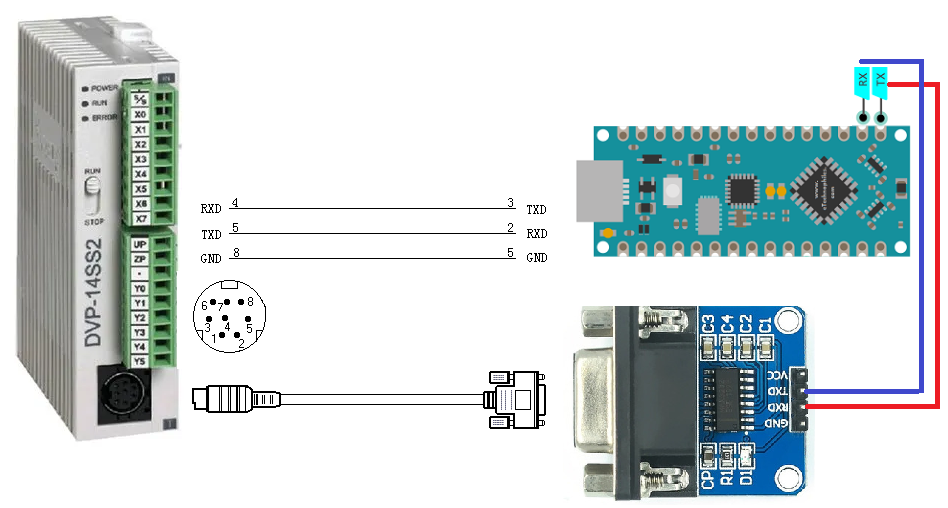 POWER
RUN
ERROR
S/S
X0
X1
X2
X3
X4
X5
X6
X7
RUN
STOP
DVP-14SS2
UP
ZP
•
Y0
Y1
Y2
Y3
Y4
Y5
RXD 4 3 TXD
TXD 5 2 RXD
GND 8 5 GND
6 7 8
3 4 5
1 2
RX TX
C3 C4 C2 C1
VCC
TXD
RXD
GND
CP R1 D1